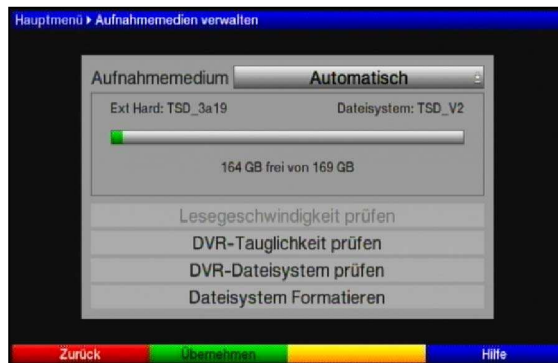 Hauptmenü ▸ Aufnahmemedien verwalten
Aufnahmemedium Automatisch
Ext Hard: TSD_3a19 Dateisystem: TSD_V2
164 GB frei von 169 GB
Lesegeschwindigkeit prüfen
DVR-Tauglichkeit prüfen
DVR-Dateisystem prüfen
Dateisystem Formatieren
Zurück Übernehmen Hilfe